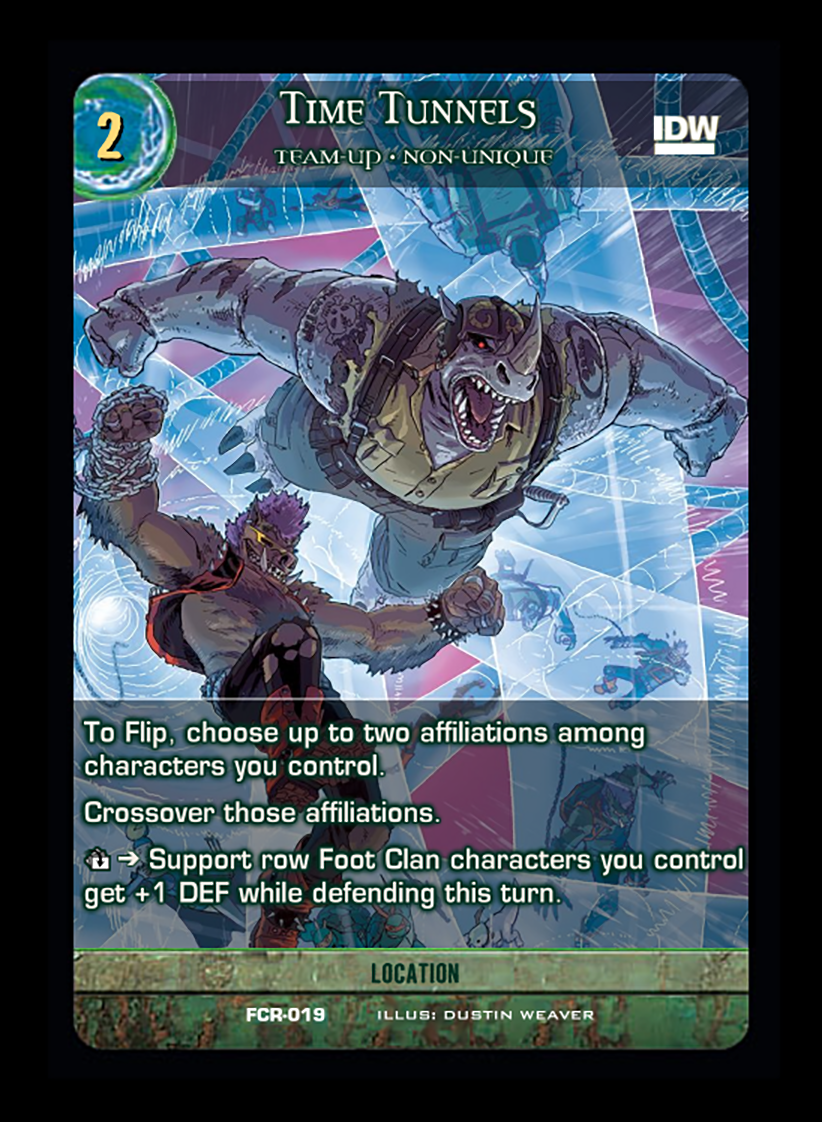 2
TIME TUNNELS
IDW
TEAM-UP • NON-UNIQUE
To Flip, choose up to two affiliations among
characters you control.
Crossover those affiliations.
➔ Support row Foot Clan characters you control
get +1 DEF while defending this turn.
LOCATION
FCR-019 ILLUS: DUSTIN WEAVER